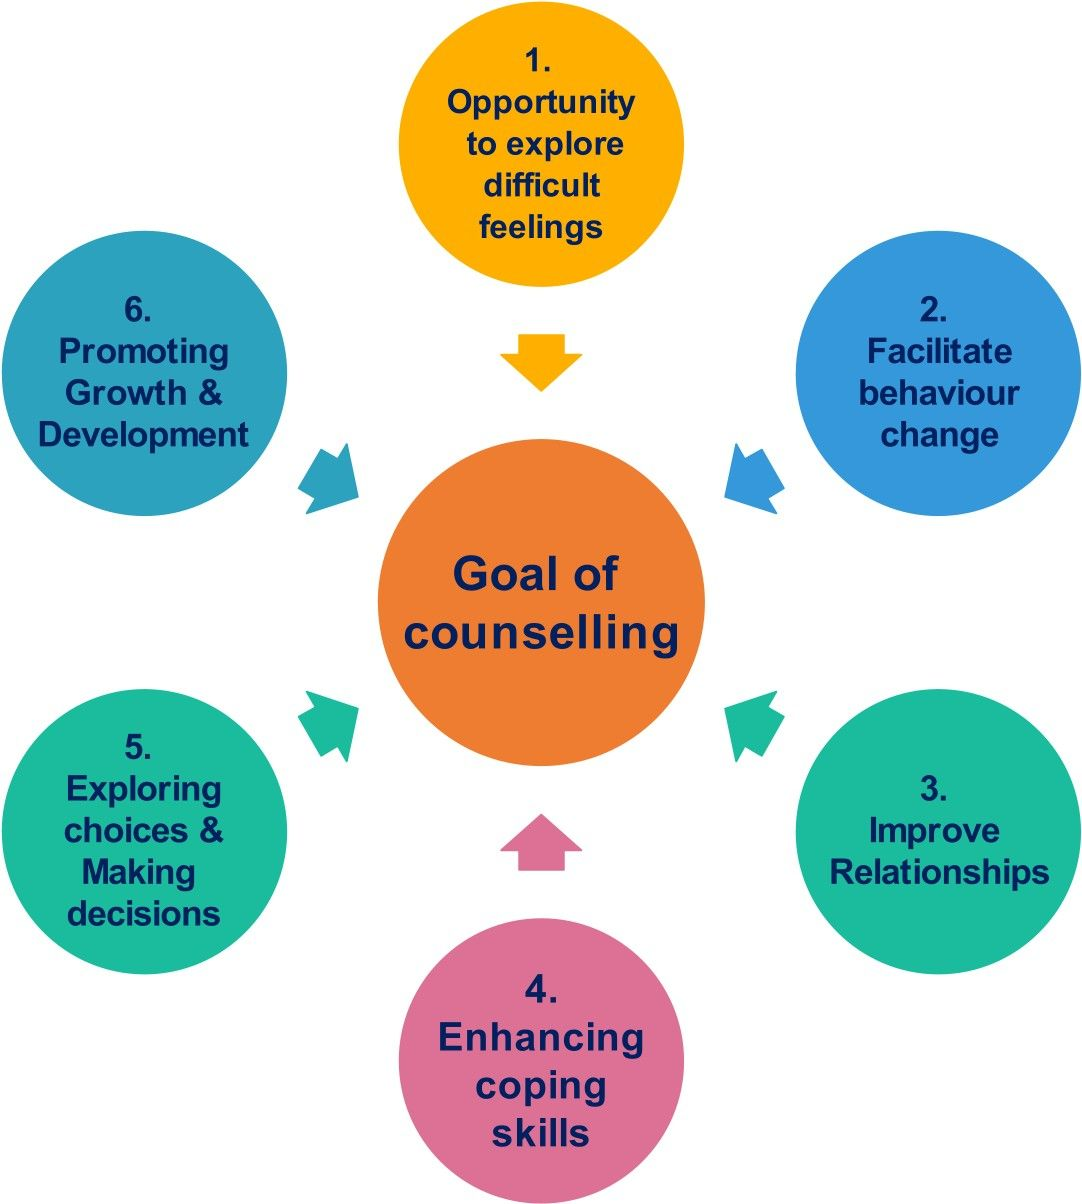 1.
Opportunity
to explore
difficult
feelings
2.
Facilitate
behaviour
change
3.
Improve
Relationships
4.
Enhancing
coping
skills
5.
Exploring
choices &
Making
decisions
6.
Promoting
Growth &
Development
Goal of
counselling